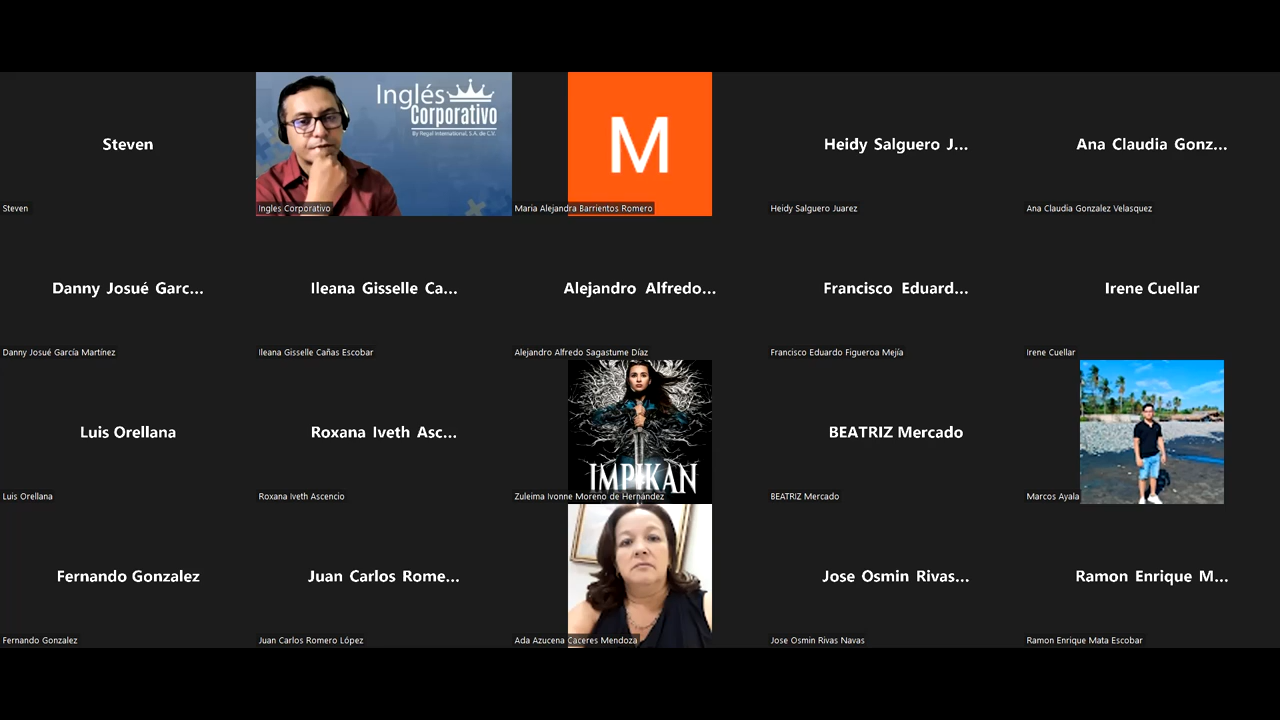 Steven
Steven
Inglés
Corporativo
By Regal International, S.A. de C.V.
Ingles Corporativo
M
María Alejandra Barrientos Romero
Heidy Salguero J...
Heidy Salguero Juarez
Ana Claudia Gonz...
Ana Claudia Gonzalez Velasquez
Danny Josué Garc...
Danny Josué García Martínez
Ileana Gisselle Ca...
Ileana Gisselle Cañas Escobar
Alejandro Alfredo...
Alejandro Alfredo Sagastume Díaz
Francisco Eduard...
Francisco Eduardo Figueroa Mejía
Irene Cuellar
Irene Cuellar
Luis Orellana
Luis Orellana
Roxana Iveth Asc...
Roxana Iveth Ascencio
IMPIKAN
Zuleima Ivonne Moreno de Hernández
BEATRIZ Mercado
BEATRIZ Mercado
Marcos Ayala
Fernando Gonzalez
Fernando Gonzalez
Juan Carlos Rome...
Juan Carlos Romero López
Ada Azucena Caceres Mendoza
Jose Osmin Rivas...
Jose Osmin Rivas Navas
Ramon Enrique M...
Ramon Enrique Mata Escobar